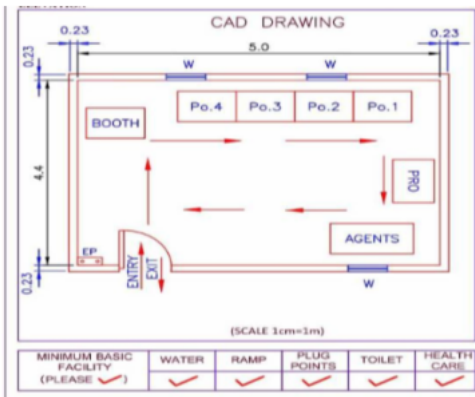 CAD DRAWING
0.23
5.0
0.23
0.23
W
W
Po.4
Po.3
Po.2
Po.1
BOOTH
4.4
PRO
AGENTS
EP
ENTRY
EXIT
0.23
W
(SCALE 1cm=1m)
MINIMUM BASIC WATER RAMP PLUG TOILET HEALTH
FACILITY POINTS CARE
(PLEASE ✓)
✓ ✓ ✓ ✓ ✓